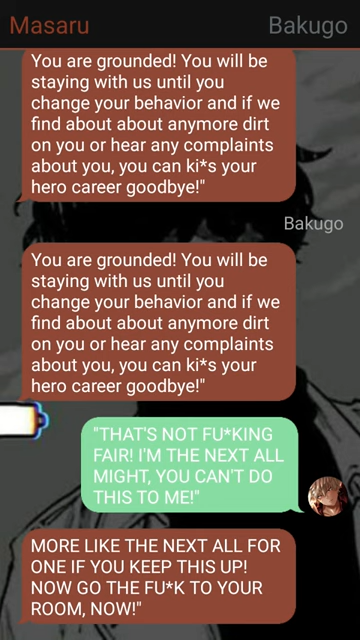 Masaru
Bakugo
You are grounded! You will be
staying with us until you
change your behavior and if we
find about about anymore dirt
on you or hear any complaints
about you, you can ki*s your
hero career goodbye!"
Bakugo
You are grounded! You will be
staying with us until you
change your behavior and if we
find about about anymore dirt
on you or hear any complaints
about you, you can ki*s your
hero career goodbye!"
"THAT'S NOT FU*KING
FAIR! I'M THE NEXT ALL
MIGHT, YOU CAN'T DO
THIS TO ME!"
MORE LIKE THE NEXT ALL FOR
ONE IF YOU KEEP THIS UP!
NOW GO THE FU*K TO YOUR
ROOM, NOW!"